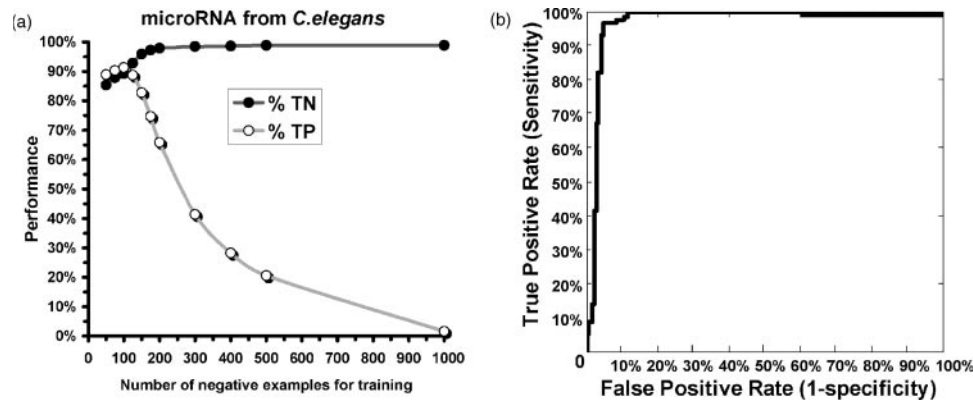 (a)
microRNA from C.elegans
100%
90%
80%
70%
60%
50%
40%
30%
20%
10%
0%
Performance
% TN
% TP
0 100 200 300 400 500 600 700 800 900 1000
Number of negative examples for training
(b)
100%
90%
80%
70%
60%
50%
40%
30%
20%
10%
0
True Positive Rate (Sensitivity)
10% 20% 30% 40% 50% 60% 70% 80% 90% 100%
False Positive Rate (1-specificity)